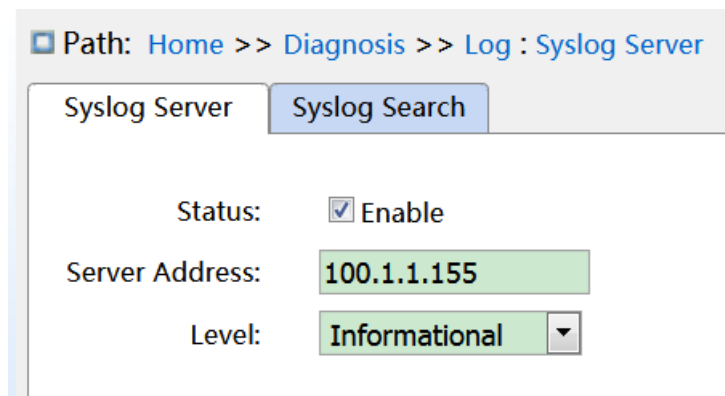 Path: Home >> Diagnosis >> Log : Syslog Server
Syslog Server Syslog Search
Status: Enable
Server Address: 100.1.1.155
Level: Informational